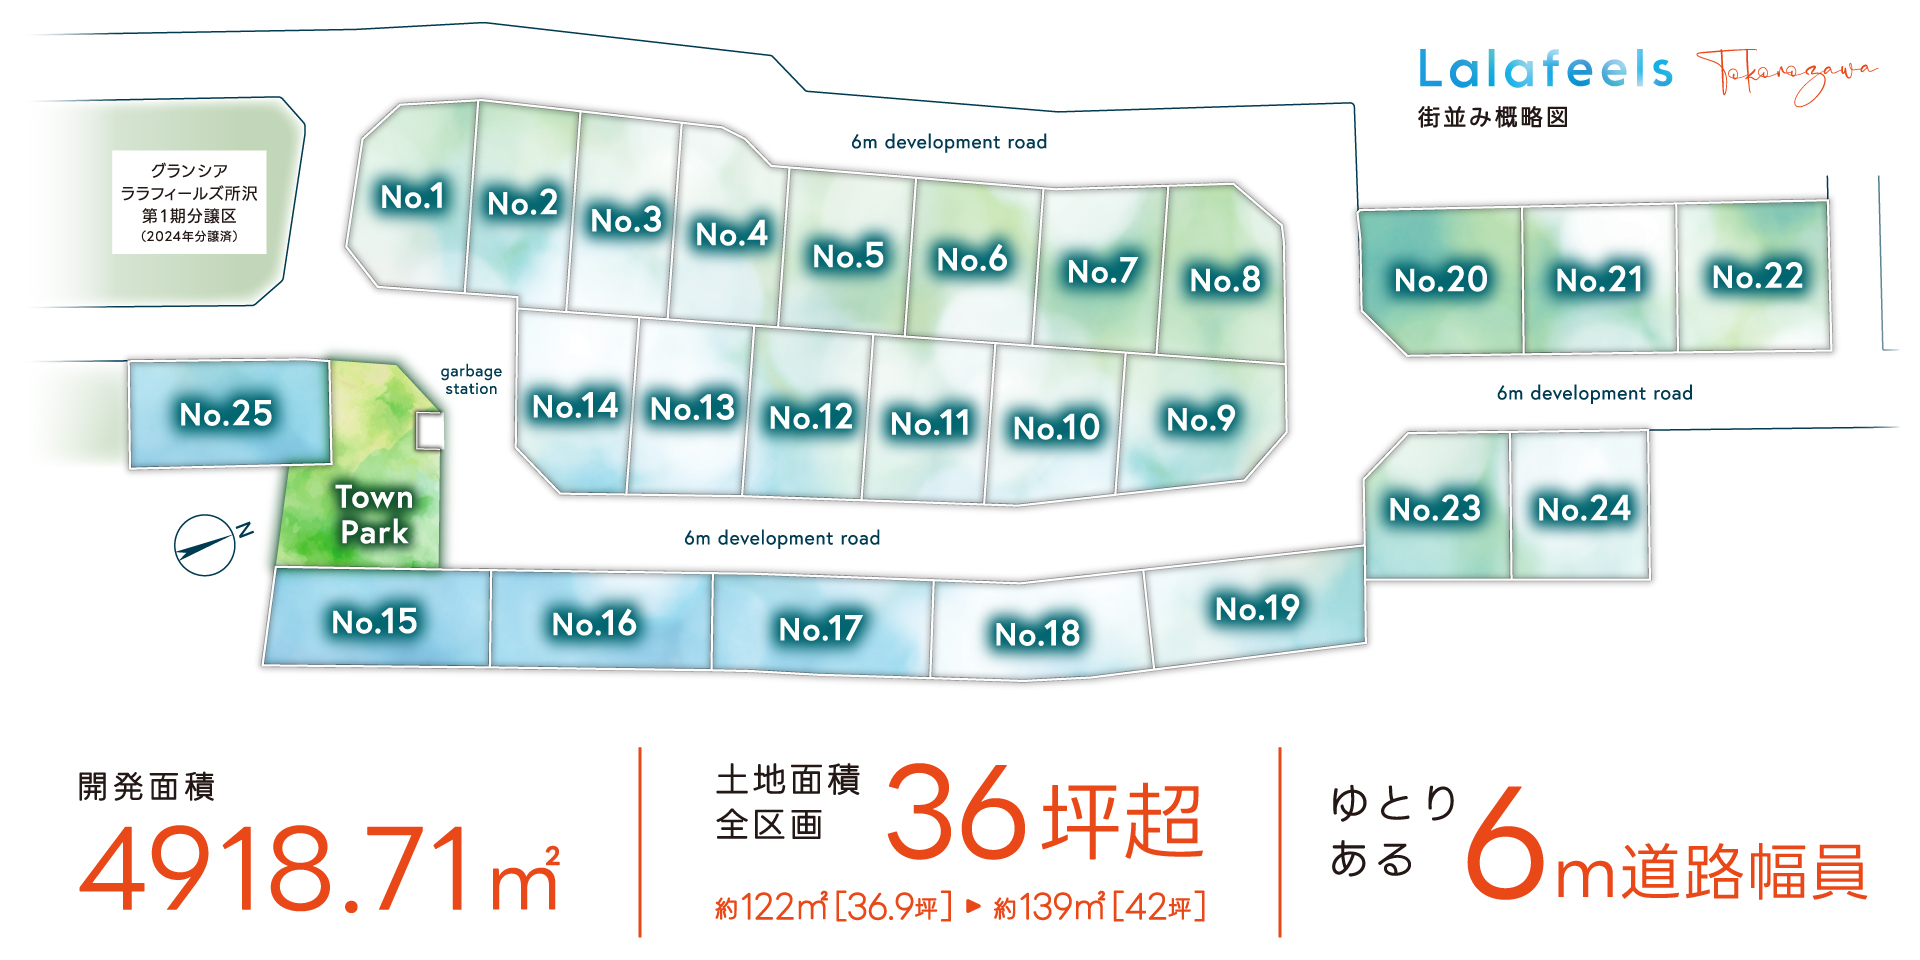 Lalafeels Tokorozawa
街並み概略図
グランシア
ララフィールズ所沢
第1期分譲区
(2024年分譲済)
6m development road
No.1
No.2
No.3
No.4
No.5
No.6
No.7
No.8
No.20
No.21
No.22
No.25
garbage
station
No.14
No.13
No.12
No.11
No.10
No.9
6m development road
Town
Park
N
6m development road
No.23
No.24
No.15
No.16
No.17
No.18
No.19
開発面積
4918.71㎡
土地面積
全区画
36坪超
約122㎡[36.9坪]▶約139㎡[42坪]
ゆとり
ある
6m道路幅員